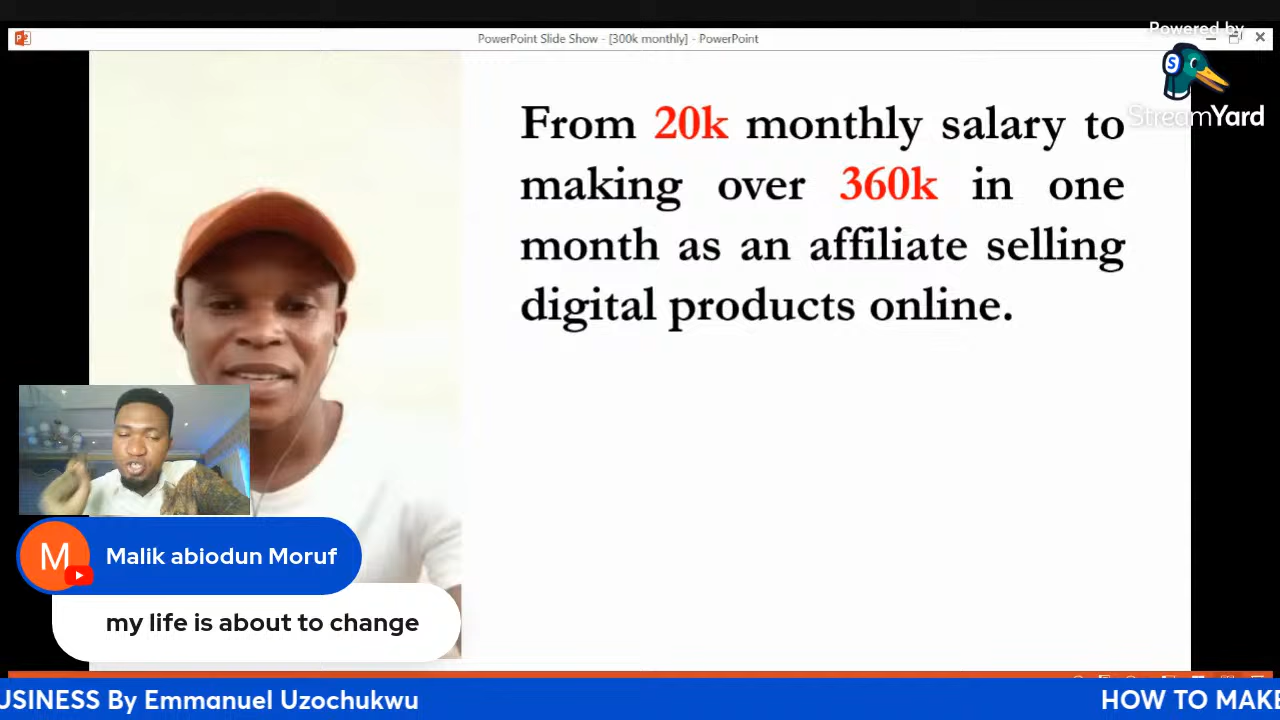 PowerPoint Slide Show - [300k monthly] - PowerPoint
Powered by
StreamYard
From 20k monthly salary to
making over 360k in one
month as an affiliate selling
digital products online.
M
Malik abiodun Moruf
my life is about to change
USINESS By Emmanuel Uzochukwu
HOW TO MAKE